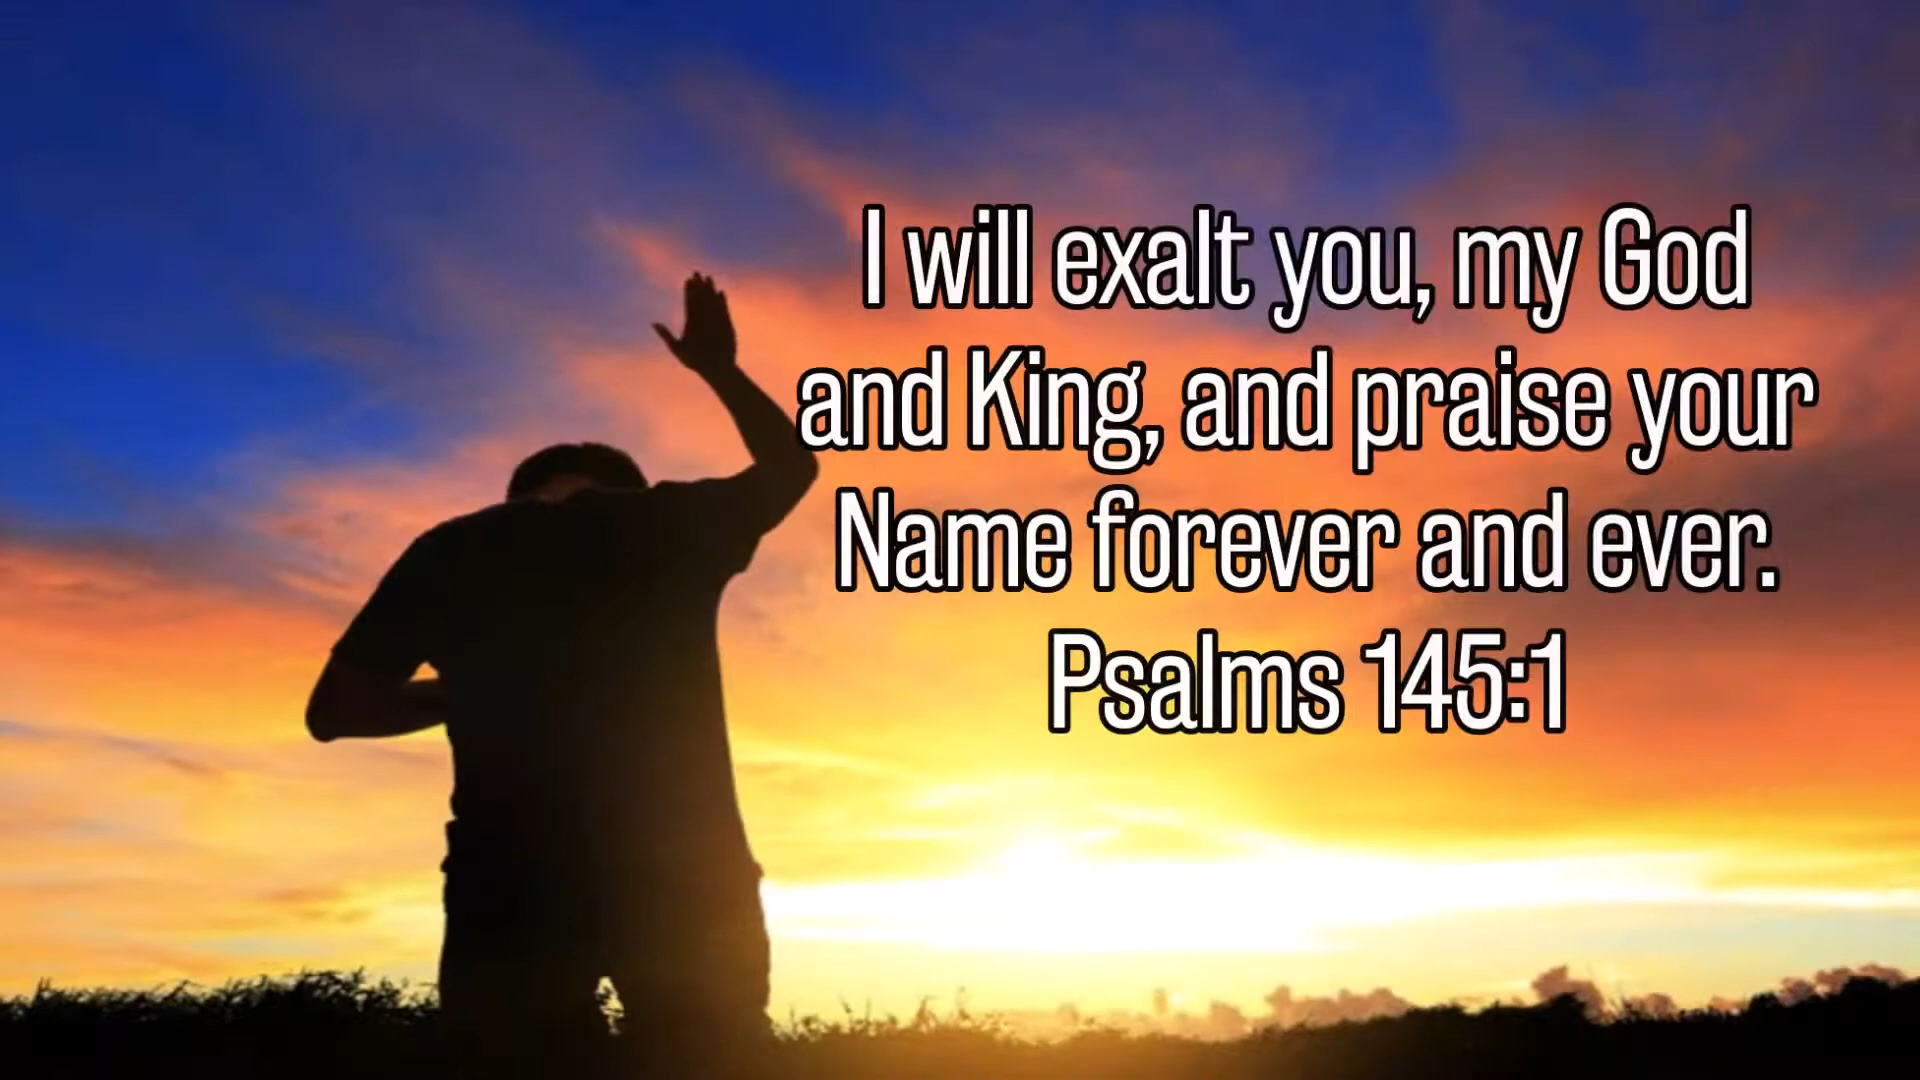 I will exalt you, my God
and King, and praise your
Name forever and ever.
Psalms 145:1